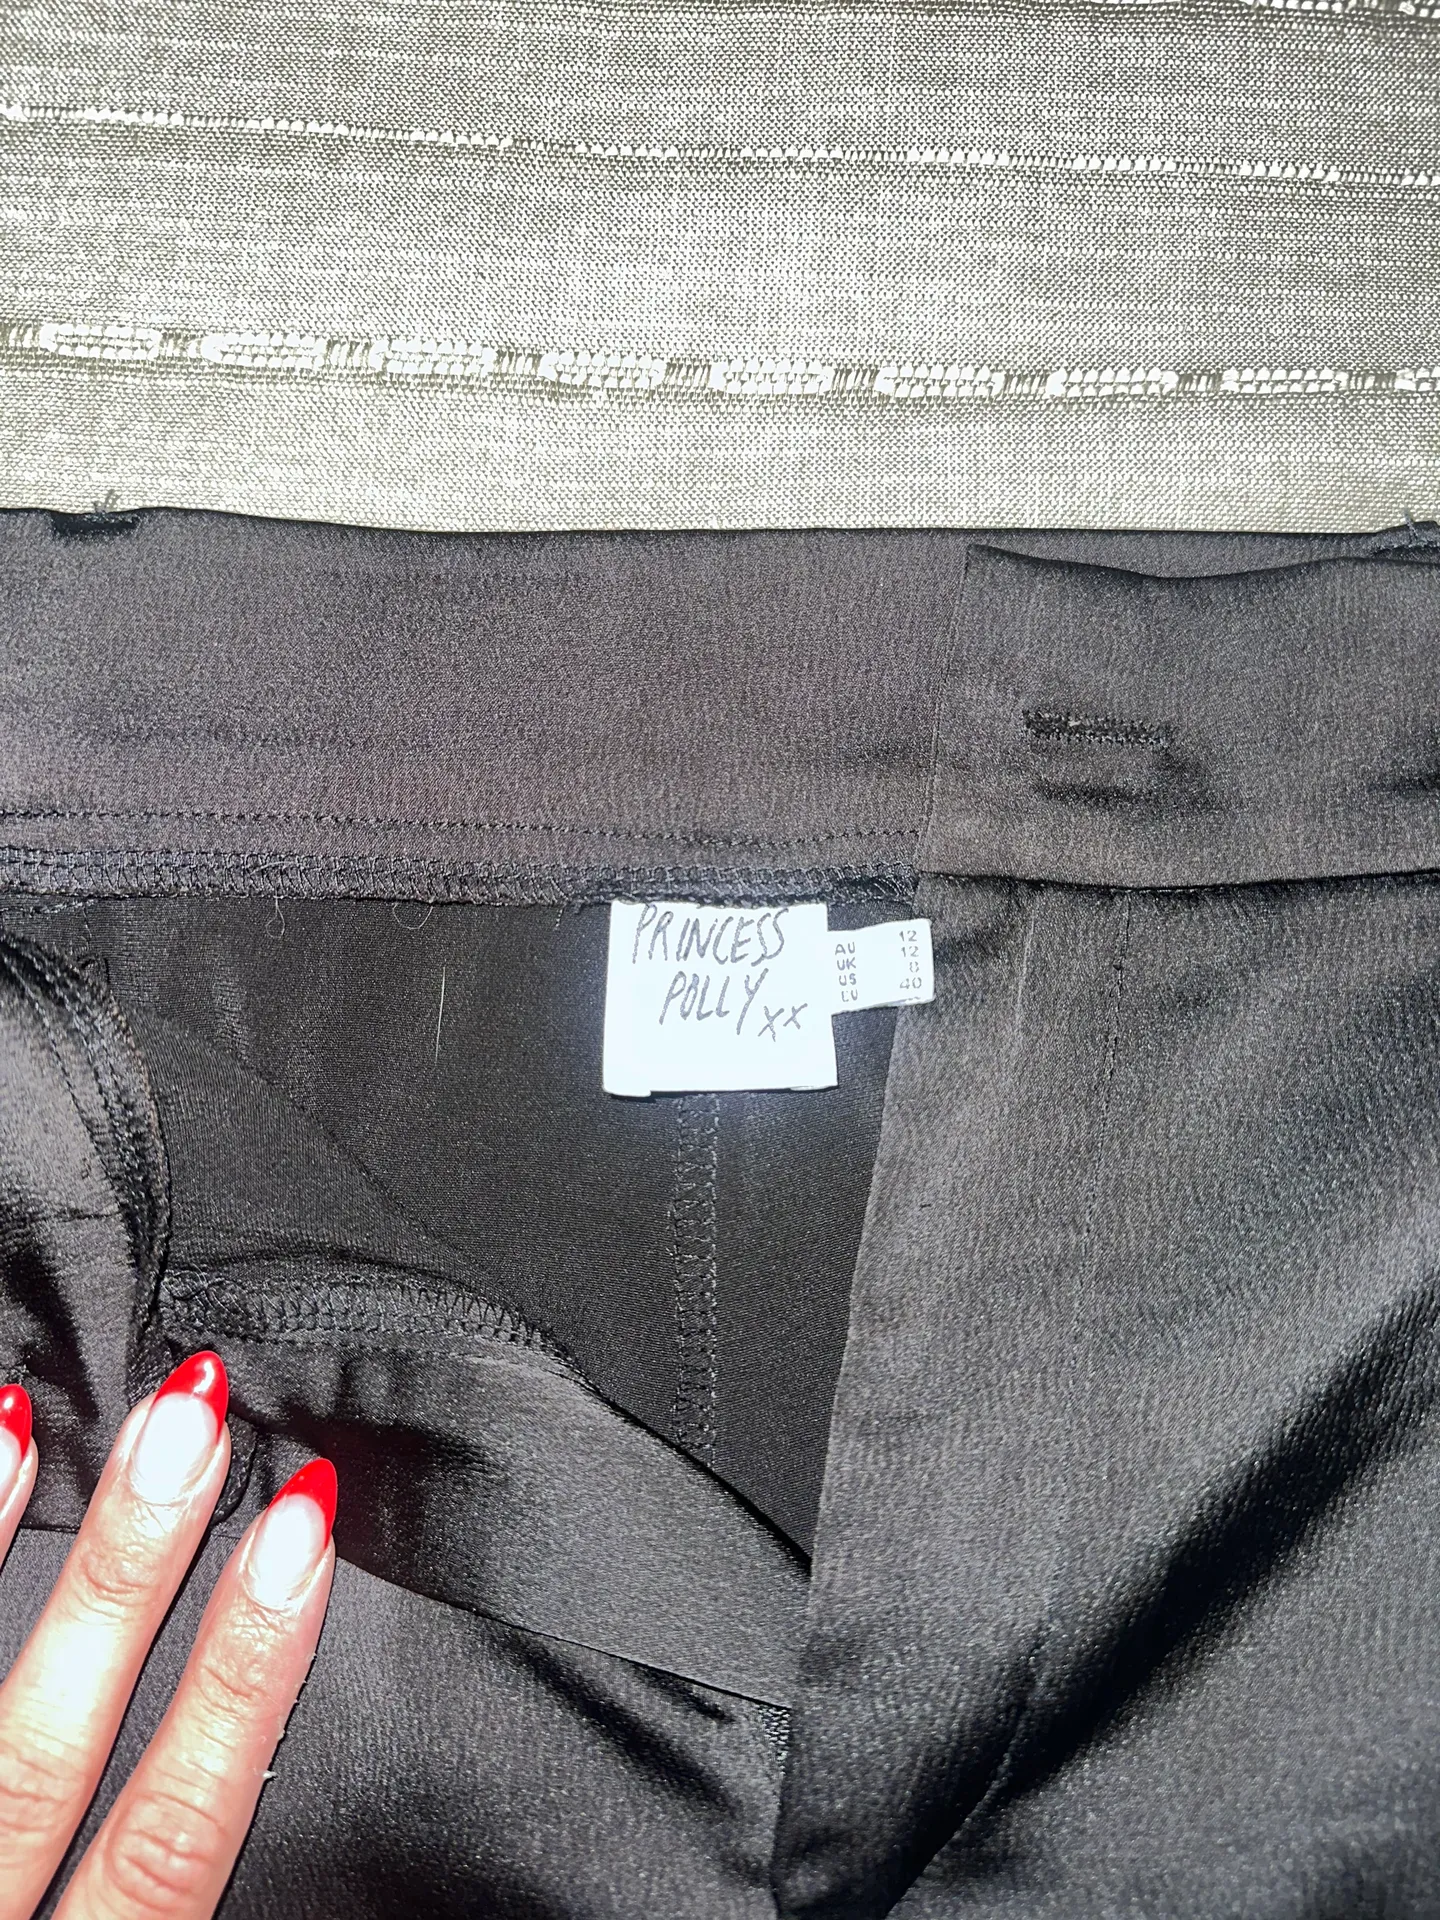 PRINCESS
POLLY xx
AU 12
UK 12
US 8
EU 40